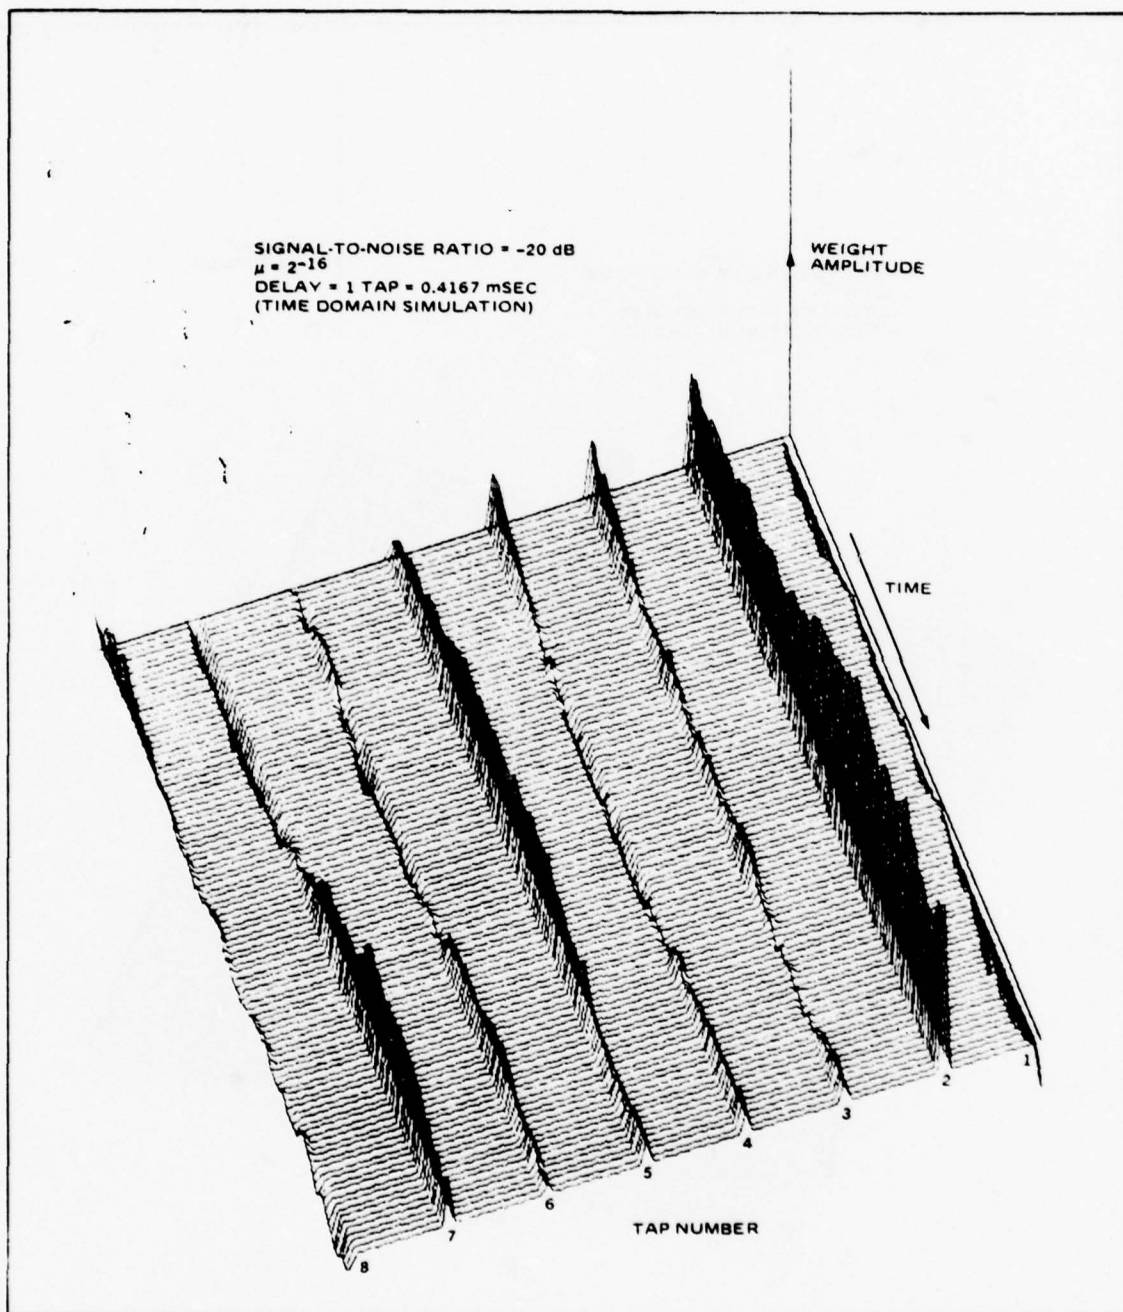 SIGNAL-TO-NOISE RATIO = -20 dB
μ = 2-16
DELAY = 1 TAP = 0.4167 mSEC
(TIME DOMAIN SIMULATION)
WEIGHT
AMPLITUDE
TIME
1
2
3
4
5
6
7
8
TAP NUMBER